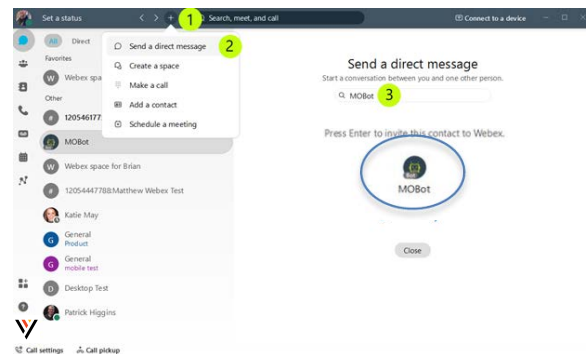 Set a status
+
1
Search, meet, and call
Connect to a device
All
Direct
Send a direct message
2
Create a space
Make a call
Add a contact
Schedule a meeting
Favorites
W
Webex spa
Other
#
120546177
MOBot
W
Webex space for Brian
#
12054447788:Matthew Webex Test
Katie May
G
General
Product
G
General
mobile test
D
Desktop Test
Patrick Higgins
Call settings
Call pickup
Send a direct message
Start a conversation between you and one other person.
MOBot
3
Press Enter to invite this contact to Webex.
Bot
MOBot
Close